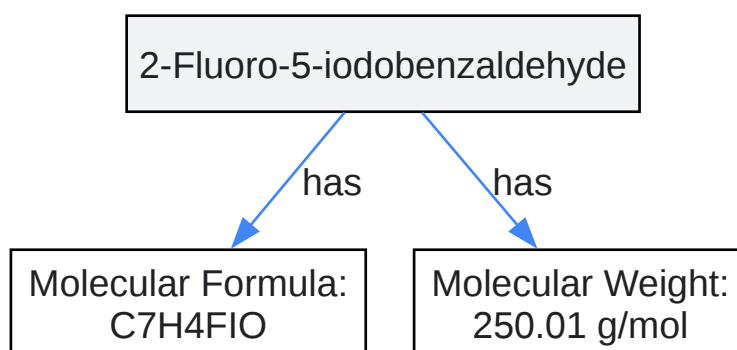 2-Fluoro-5-iodobenzaldehyde
has
has
Molecular Formula:
C7H4FIO
Molecular Weight:
250.01 g/mol